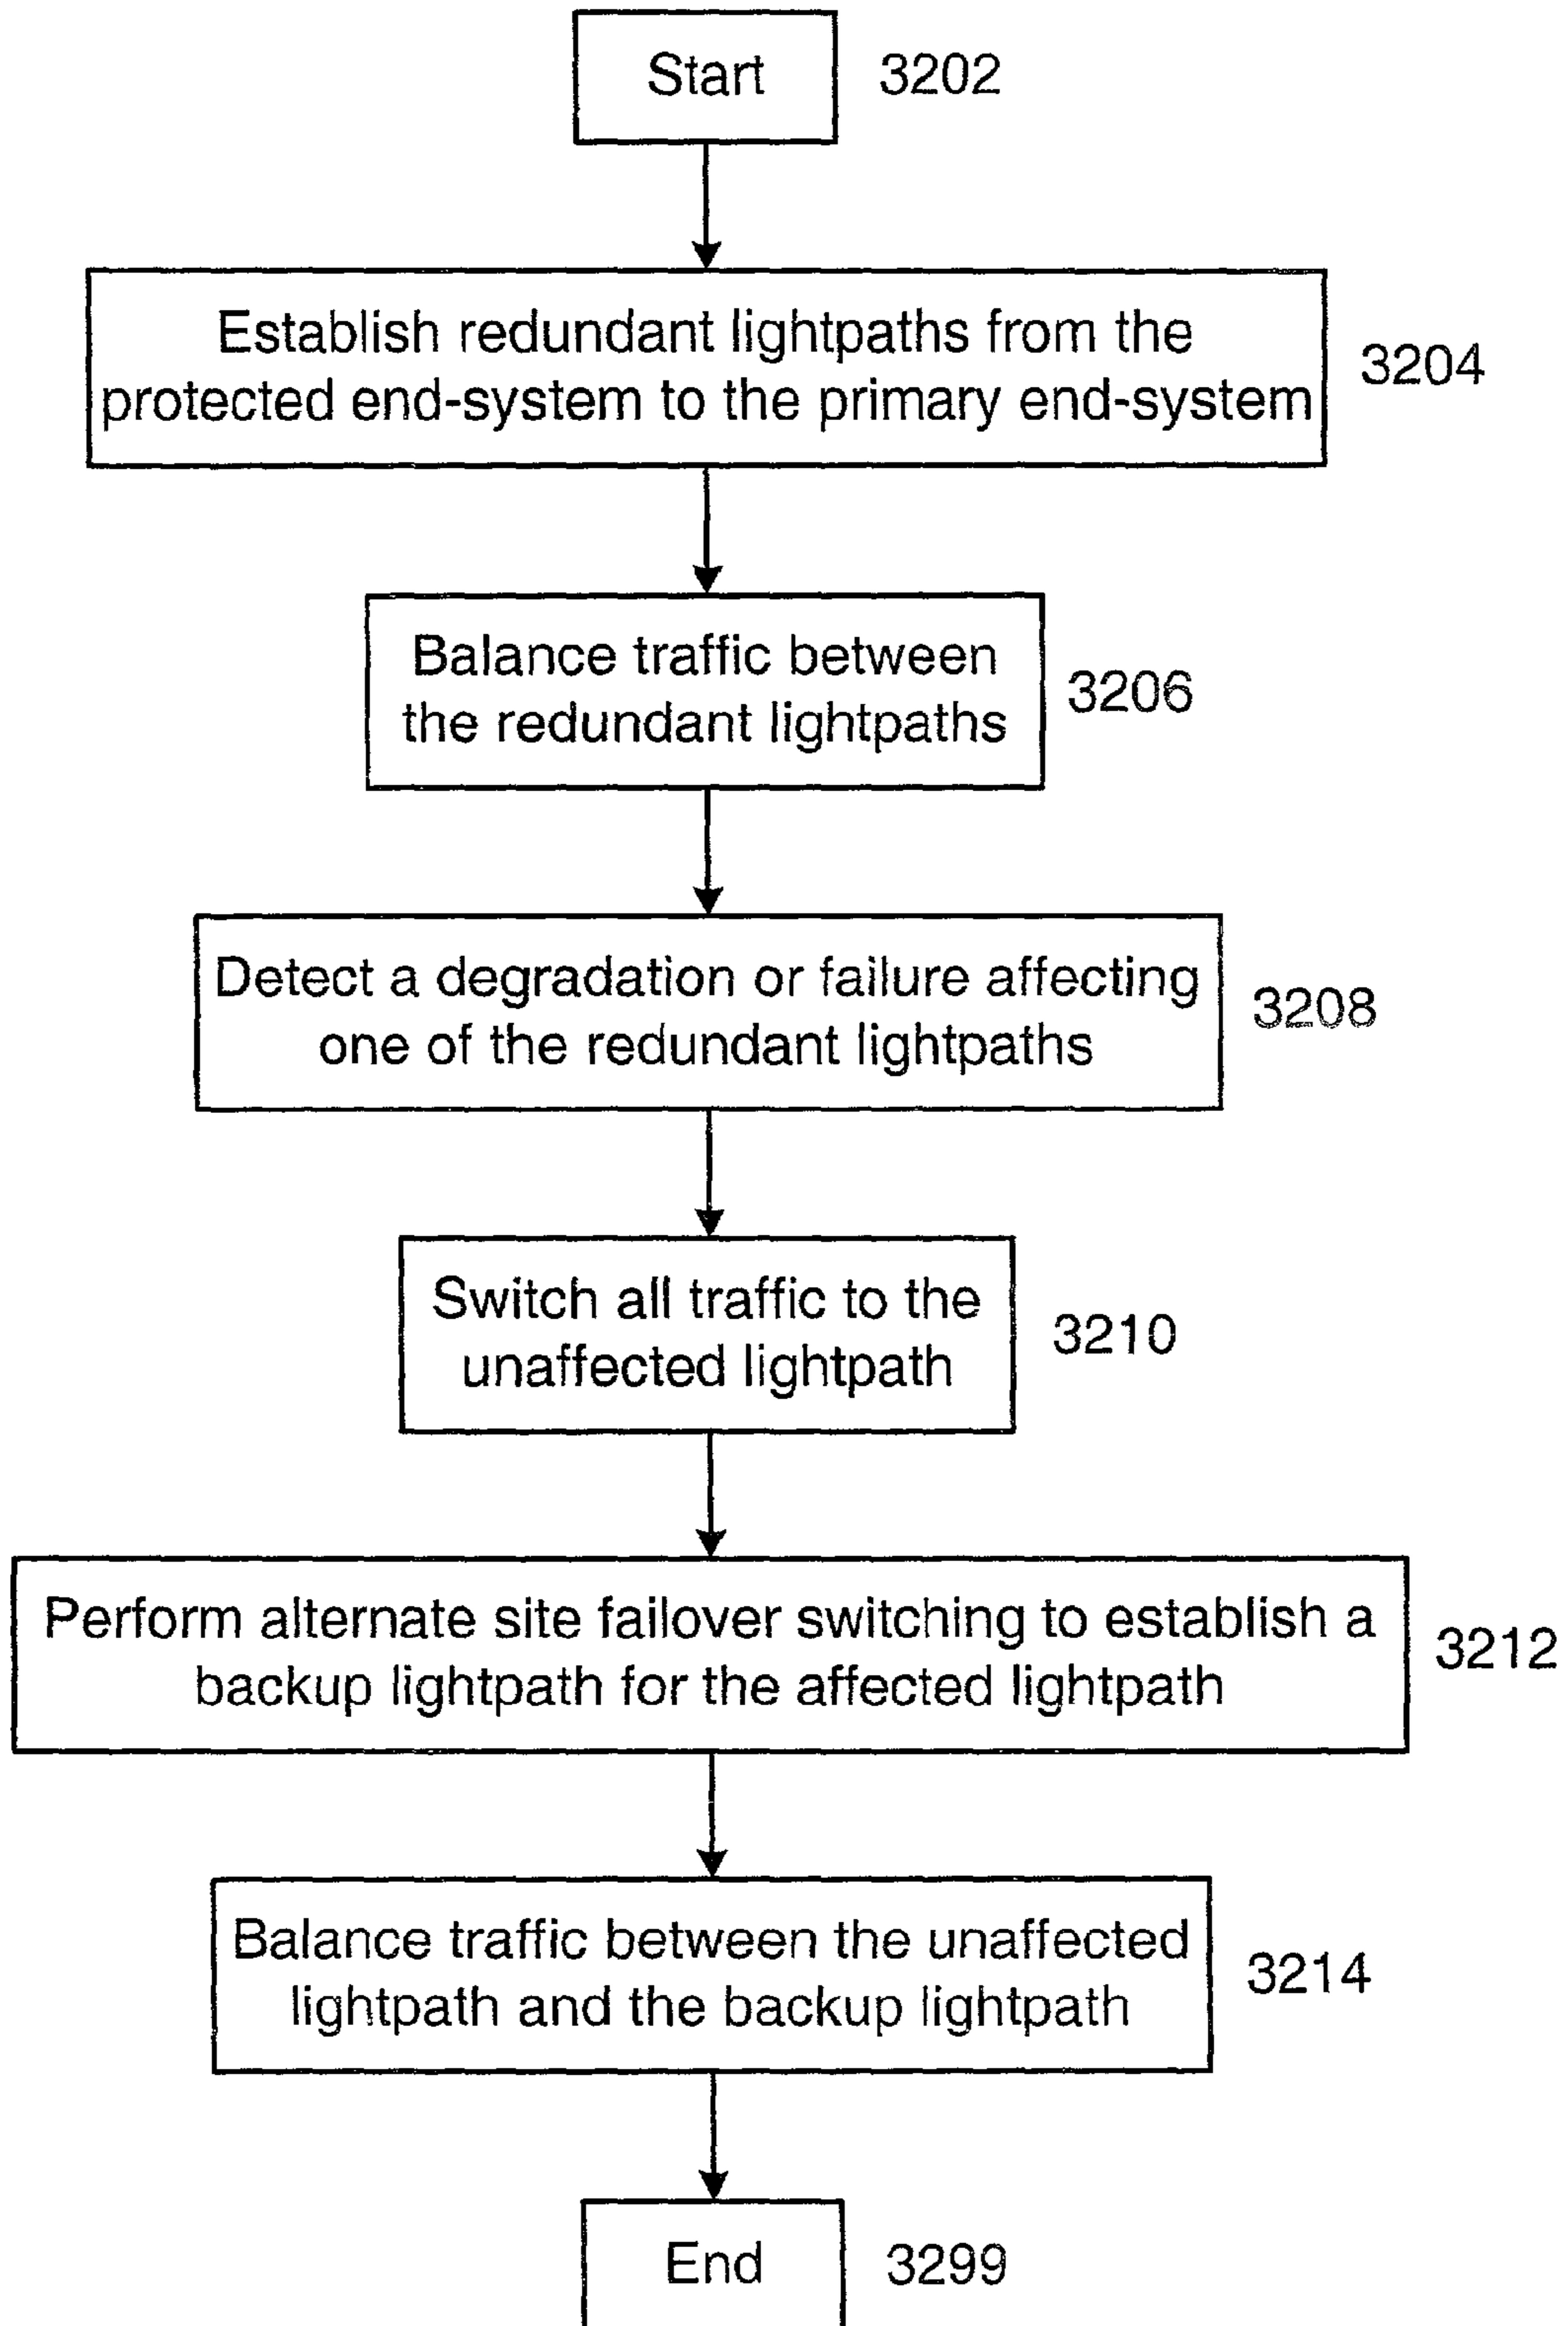 Start
3202
Establish redundant lightpaths from the
protected end-system to the primary end-system
3204
Balance traffic between
the redundant lightpaths
3206
Detect a degradation or failure affecting
one of the redundant lightpaths
3208
Switch all traffic to the
unaffected lightpath
3210
Perform alternate site failover switching to establish a
backup lightpath for the affected lightpath
3212
Balance traffic between the unaffected
lightpath and the backup lightpath
3214
End
3299